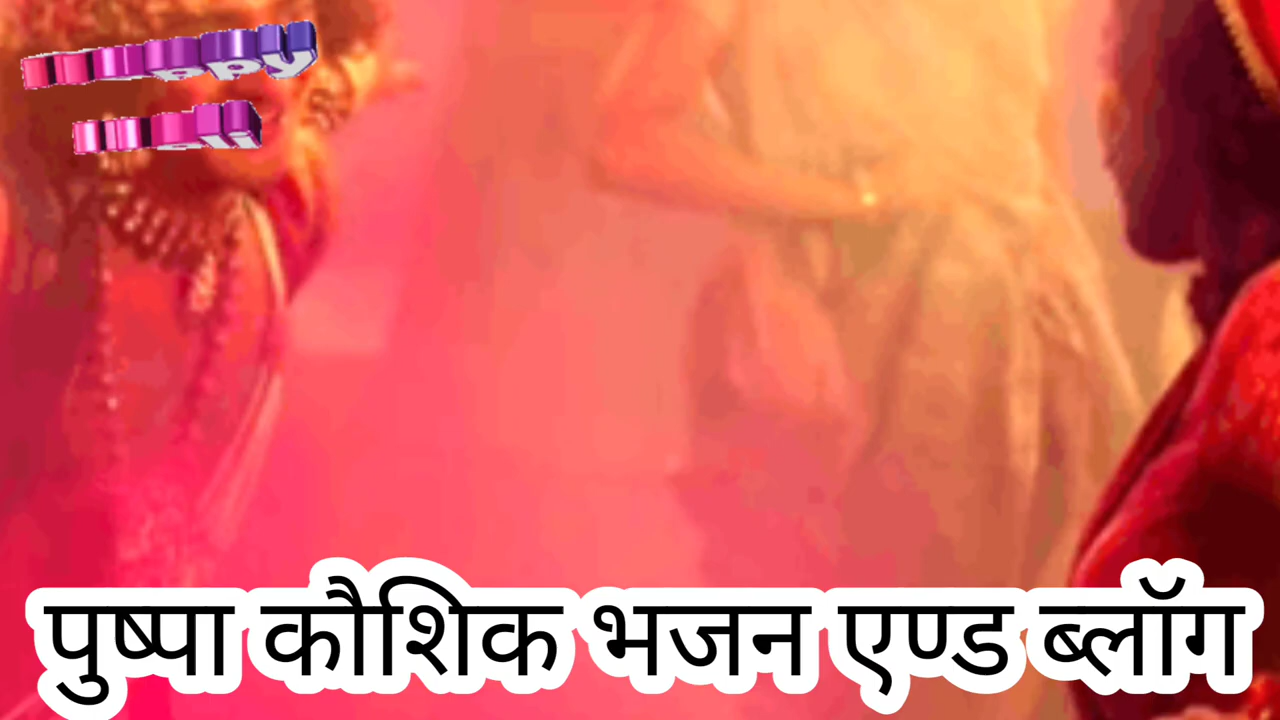 पुष्पा कौशिक भजन एण्ड ब्लॉग